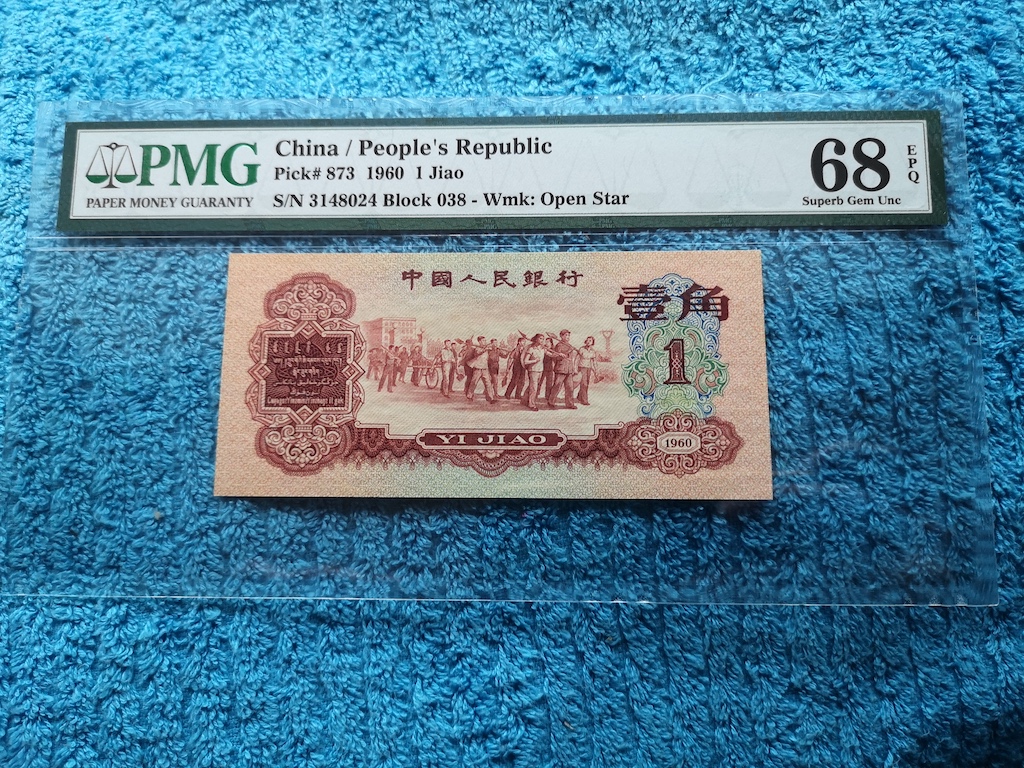 PMG
PAPER MONEY GUARANTY
China / People's Republic
Pick# 873 1960 1 Jiao
S/N 3148024 Block 038 - Wmk: Open Star
68
EPQ
Superb Gem Unc
中國人民銀行
壹角
1
YI JIAO
1960